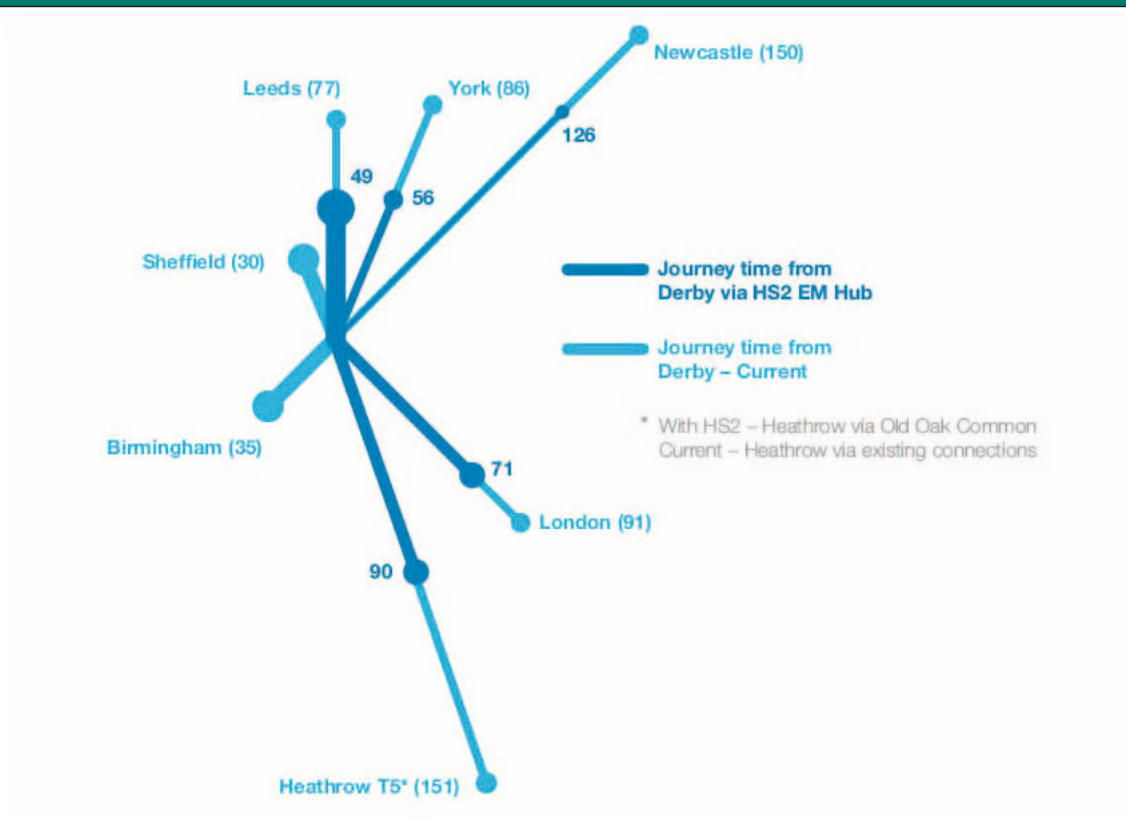 Newcastle (150)
Leeds (77)
York (86)
126
49
56
Sheffield (30)
Journey time from
Derby via HS2 EM Hub
Journey time from
Derby – Current
* With HS2 – Heathrow via Old Oak Common
Current – Heathrow via existing connections
Birmingham (35)
71
London (91)
90
Heathrow T5* (151)